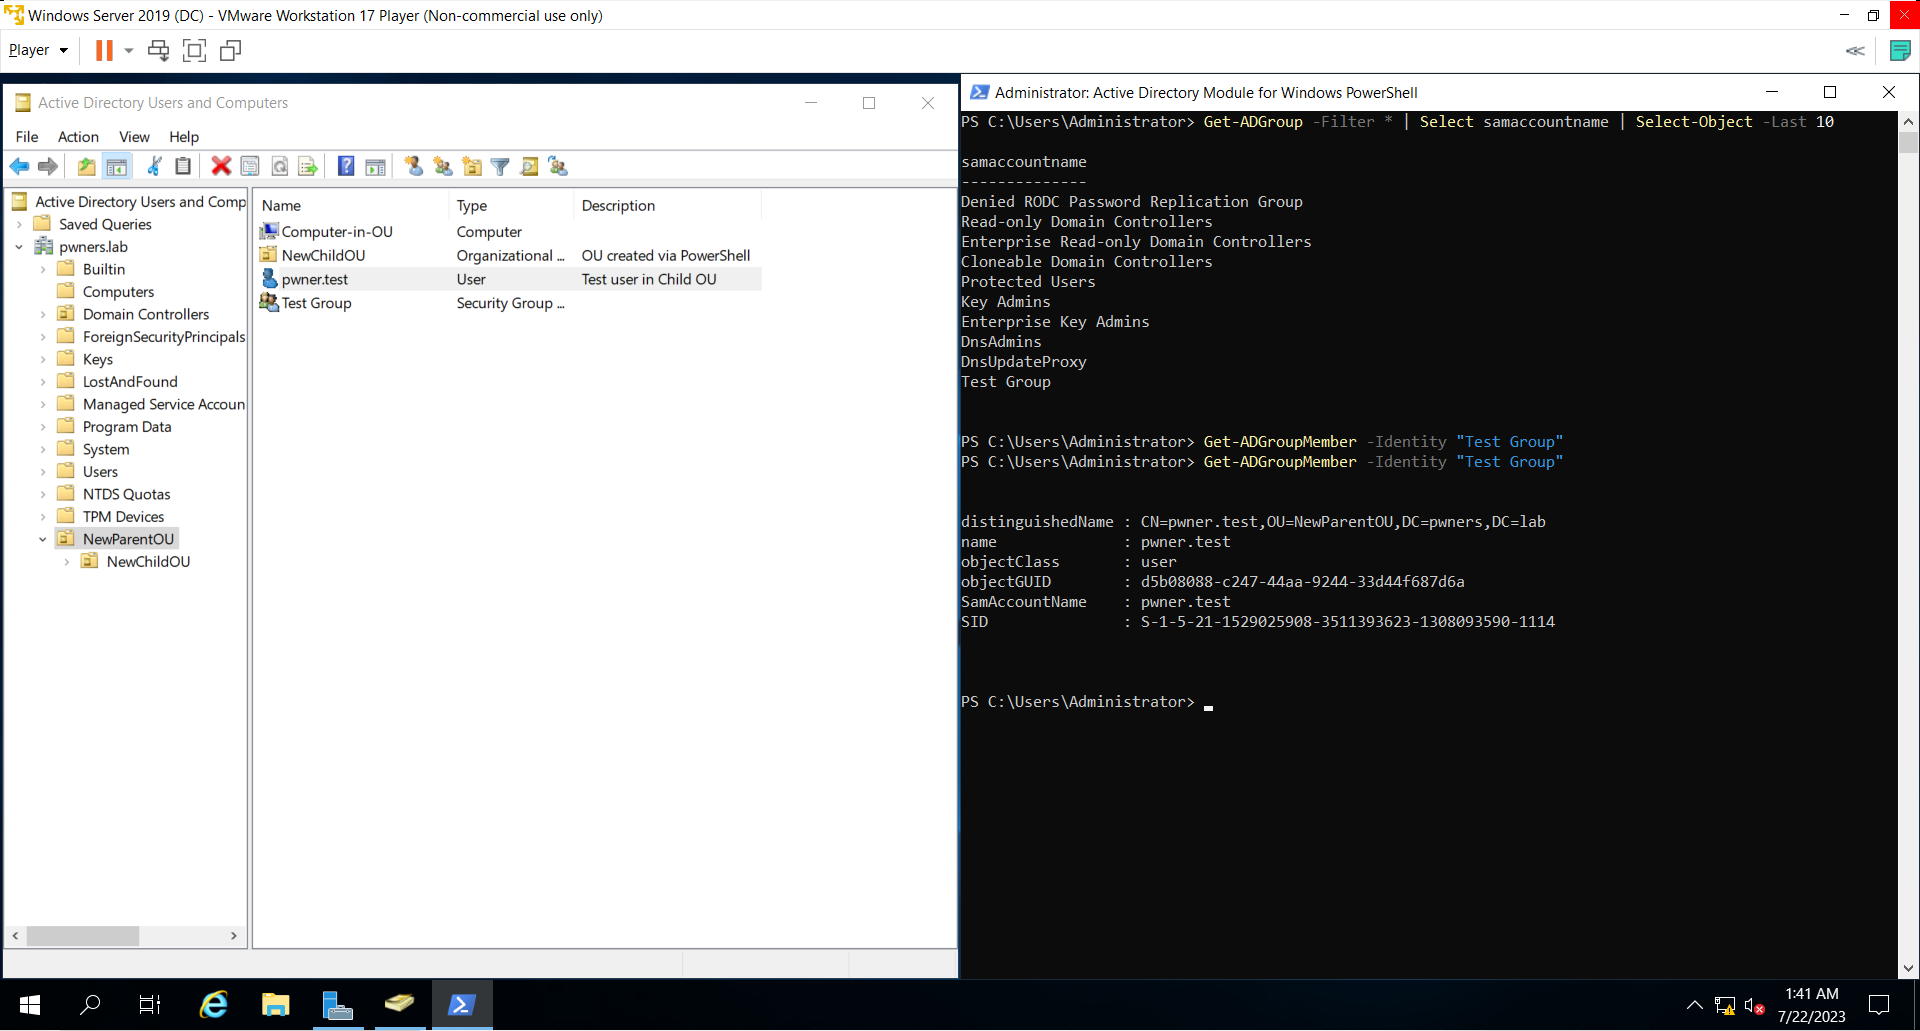 Windows Server 2019 (DC) - VMware Workstation 17 Player (Non-commercial use only)
Player
Active Directory Users and Computers
File Action View Help
Active Directory Users and Comp
Saved Queries
pwners.lab
Builtin
Computers
Domain Controllers
ForeignSecurityPrincipals
Keys
LostAndFound
Managed Service Accoun
Program Data
System
Users
NTDS Quotas
TPM Devices
NewParentOU
NewChildOU
Name Type Description
Computer-in-OU Computer
NewChildOU Organizational ... OU created via PowerShell
pwner.test User Test user in Child OU
Test Group Security Group ...
Administrator: Active Directory Module for Windows PowerShell
PS C:\Users\Administrator> Get-ADGroup -Filter * | Select samaccountname | Select-Object -Last 10
samaccountname
--------------
Denied RODC Password Replication Group
Read-only Domain Controllers
Enterprise Read-only Domain Controllers
Cloneable Domain Controllers
Protected Users
Key Admins
Enterprise Key Admins
DnsAdmins
DnsUpdateProxy
Test Group
PS C:\Users\Administrator> Get-ADGroupMember -Identity "Test Group"
PS C:\Users\Administrator> Get-ADGroupMember -Identity "Test Group"
distinguishedName : CN=pwner.test,OU=NewParentOU,DC=pwners,DC=lab
name : pwner.test
objectClass : user
objectGUID : d5b08088-c247-44aa-9244-33d44f687d6a
SamAccountName : pwner.test
SID : S-1-5-21-1529025908-3511393623-1308093590-1114
PS C:\Users\Administrator>
1:41 AM
7/22/2023